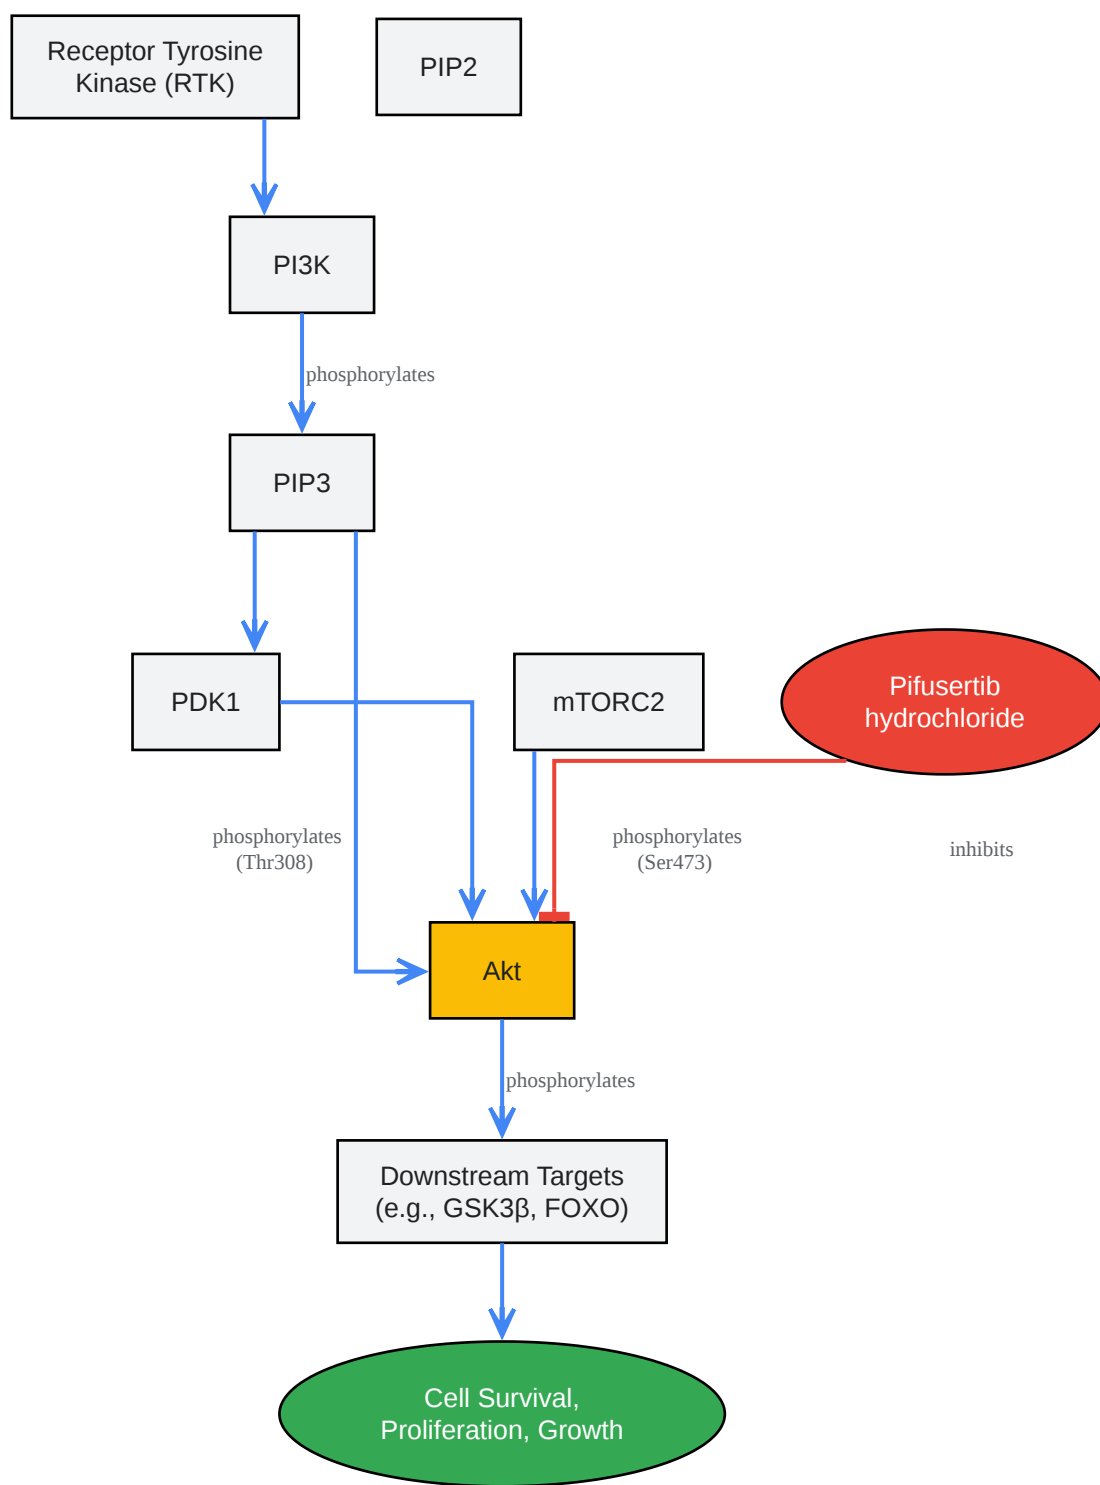 Receptor Tyrosine
Kinase (RTK)
PIP2
PI3K
phosphorylates
PIP3
PDK1
mTORC2
Pifusertib
hydrochloride
phosphorylates
(Thr308)
phosphorylates
(Ser473)
inhibits
Akt
phosphorylates
Downstream Targets
(e.g., GSK3β, FOXO)
Cell Survival,
Proliferation, Growth